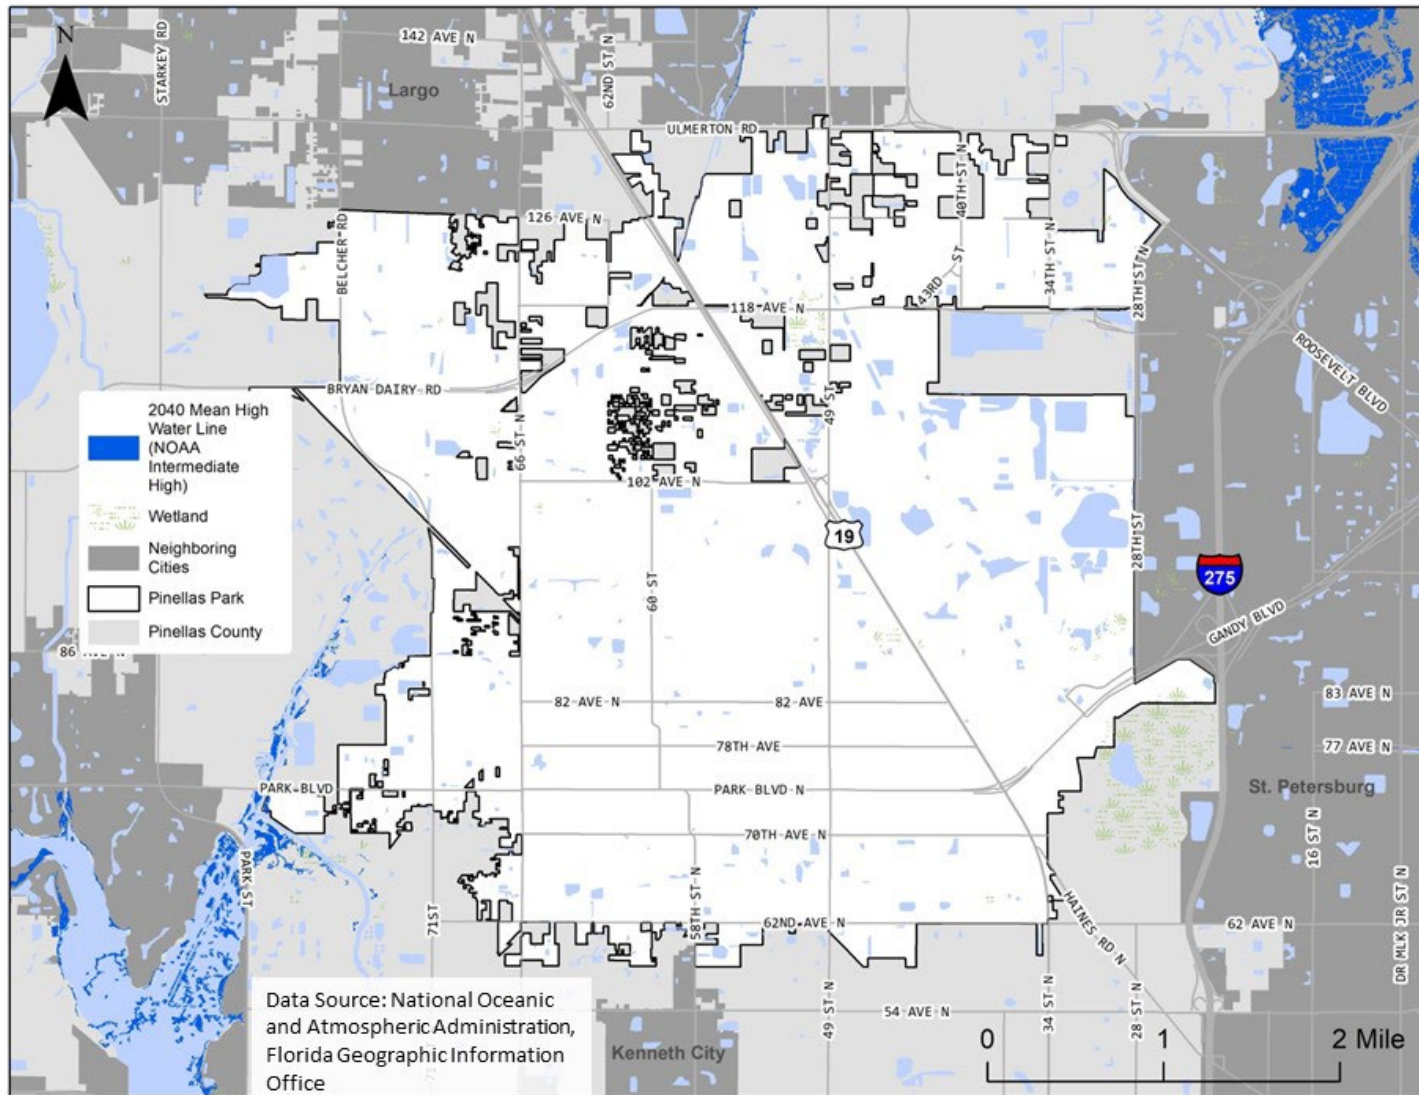 N
STARKEY RD
142 AVE N
62ND ST N
Largo
ULMERTON RD
40TH ST N
126 AVE N
BELCHER RD
43RD ST
34TH ST N
28TH ST N
118 AVE N
ROOSEVELT BLVD
BRYAN DAIRY RD
49 ST
66 ST N
102 AVE N
2040 Mean High
Water Line
(NOAA
Intermediate
High)
Wetland
Neighboring
Cities
Pinellas Park
Pinellas County
19
28TH ST
275
60 ST
GANDY BLVD
86 AVE N
82 AVE N
82 AVE
83 AVE N
78TH AVE
77 AVE N
PARK BLVD
PARK BLVD N
St. Petersburg
70TH AVE N
16 ST N
PARK ST
71ST
58TH ST N
62ND AVE N
HAINES RD N
62 AVE N
DR MLK JR ST N
Data Source: National Oceanic
and Atmospheric Administration,
Florida Geographic Information
Office
49 ST N
34 ST N
28 ST N
54 AVE N
Kenneth City
0 1 2 Mile